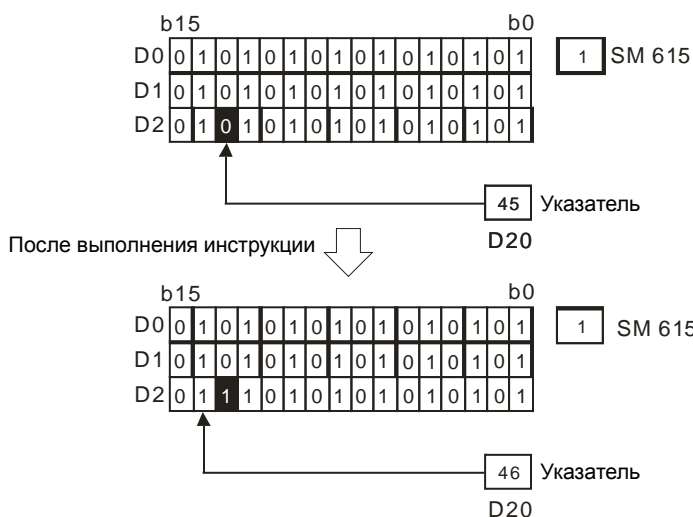 b15 b0
D0 0 1 0 1 0 1 0 1 0 1 0 1 0 1 0 1 1 SM 615
D1 0 1 0 1 0 1 0 1 0 1 0 1 0 1 0 1
D2 0 1 0 1 0 1 0 1 0 1 0 1 0 1 0 1
45 Указатель
D20
После выполнения инструкции
b15 b0
D0 0 1 0 1 0 1 0 1 0 1 0 1 0 1 0 1 1 SM 615
D1 0 1 0 1 0 1 0 1 0 1 0 1 0 1 0 1
D2 0 1 1 1 0 1 0 1 0 1 0 1 0 1 0 1
46 Указатель
D20